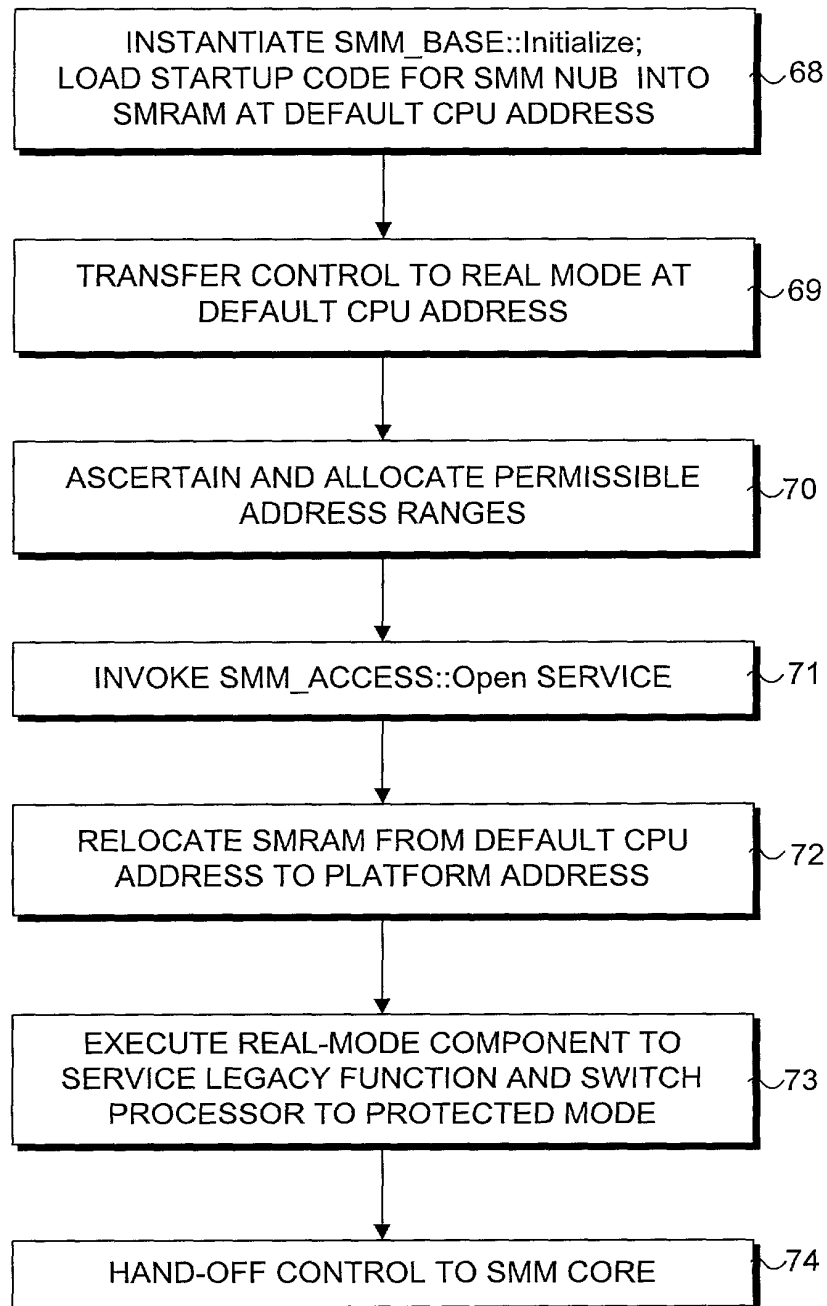 INSTANTIATE SMM_BASE::Initialize;
LOAD STARTUP CODE FOR SMM NUB INTO
SMRAM AT DEFAULT CPU ADDRESS
68
TRANSFER CONTROL TO REAL MODE AT
DEFAULT CPU ADDRESS
69
ASCERTAIN AND ALLOCATE PERMISSIBLE
ADDRESS RANGES
70
INVOKE SMM_ACCESS::Open SERVICE
71
RELOCATE SMRAM FROM DEFAULT CPU
ADDRESS TO PLATFORM ADDRESS
72
EXECUTE REAL-MODE COMPONENT TO
SERVICE LEGACY FUNCTION AND SWITCH
PROCESSOR TO PROTECTED MODE
73
HAND-OFF CONTROL TO SMM CORE
74